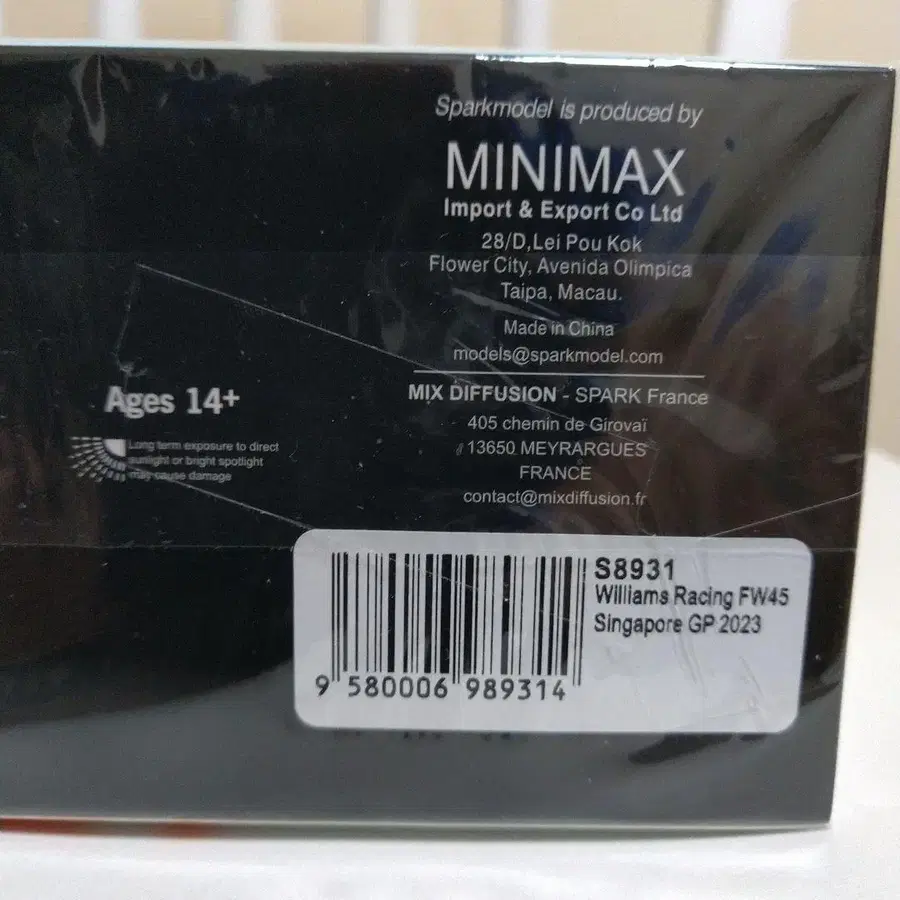 Sparkmodel is produced by
MINIMAX
Import & Export Co Ltd
28/D,Lei Pou Kok
Flower City, Avenida Olimpica
Taipa, Macau.
Made in China
models@sparkmodel.com
MIX DIFFUSION - SPARK France
405 chemin de Girovaï
13650 MEYRARGUES
FRANCE
contact@mixdiffusion.fr
Ages 14+
Long term exposure to direct
sunlight or bright spotlight
may cause damage
S8931
Williams Racing FW45
Singapore GP 2023
9 580006 989314